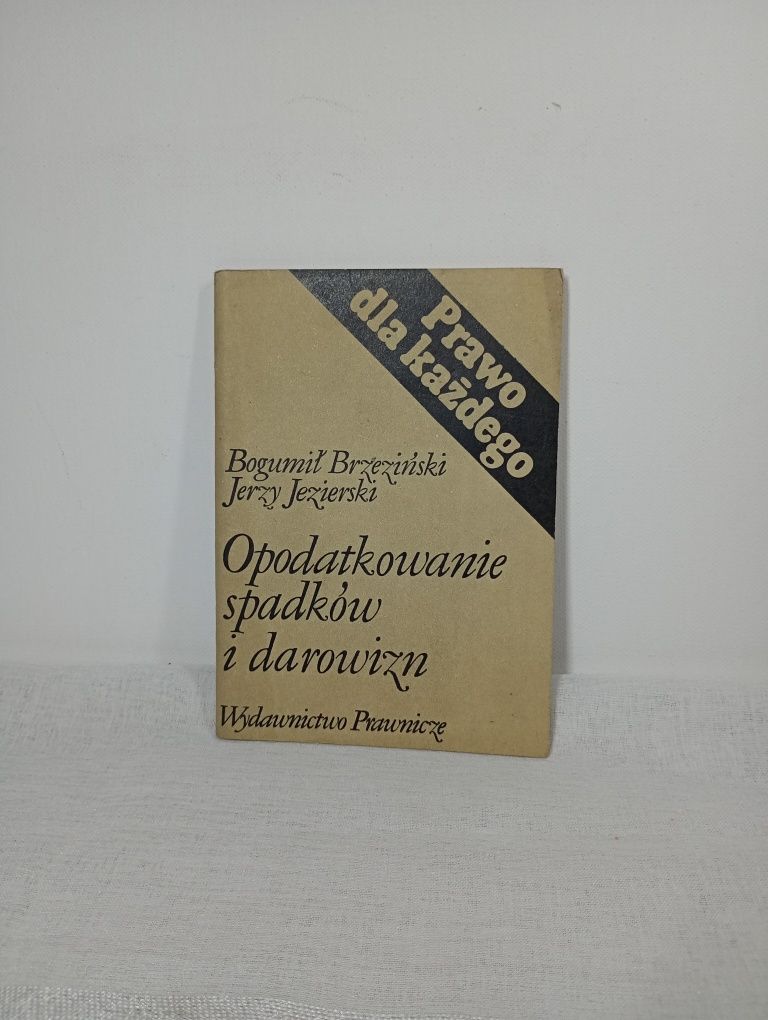 Prawo
dla każdego
Bogumił Brzeziński
Jerzy Jezierski
Opodatkowanie
spadków
i darowizn
Wydawnictwo Prawnicze